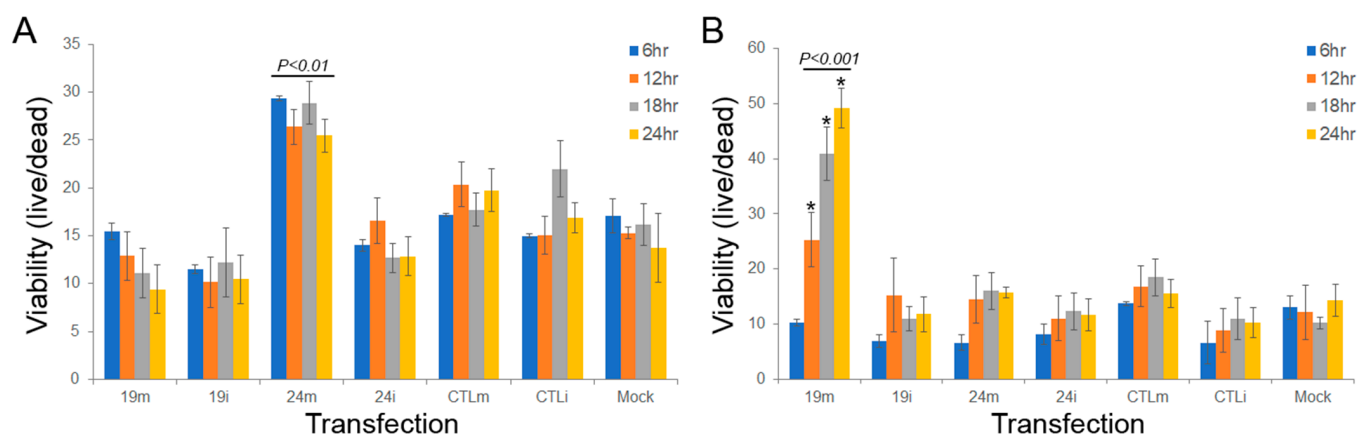 A
35
30
25
20
15
10
5
0
Viability (live/dead)
P<0.01
6hr
12hr
18hr
24hr
19m 19i 24m 24i CTLm CTLi Mock
Transfection
B
60
50
40
30
20
10
0
Viability (live/dead)
P<0.001
* * *
6hr
12hr
18hr
24hr
19m 19i 24m 24i CTLm CTLi Mock
Transfection